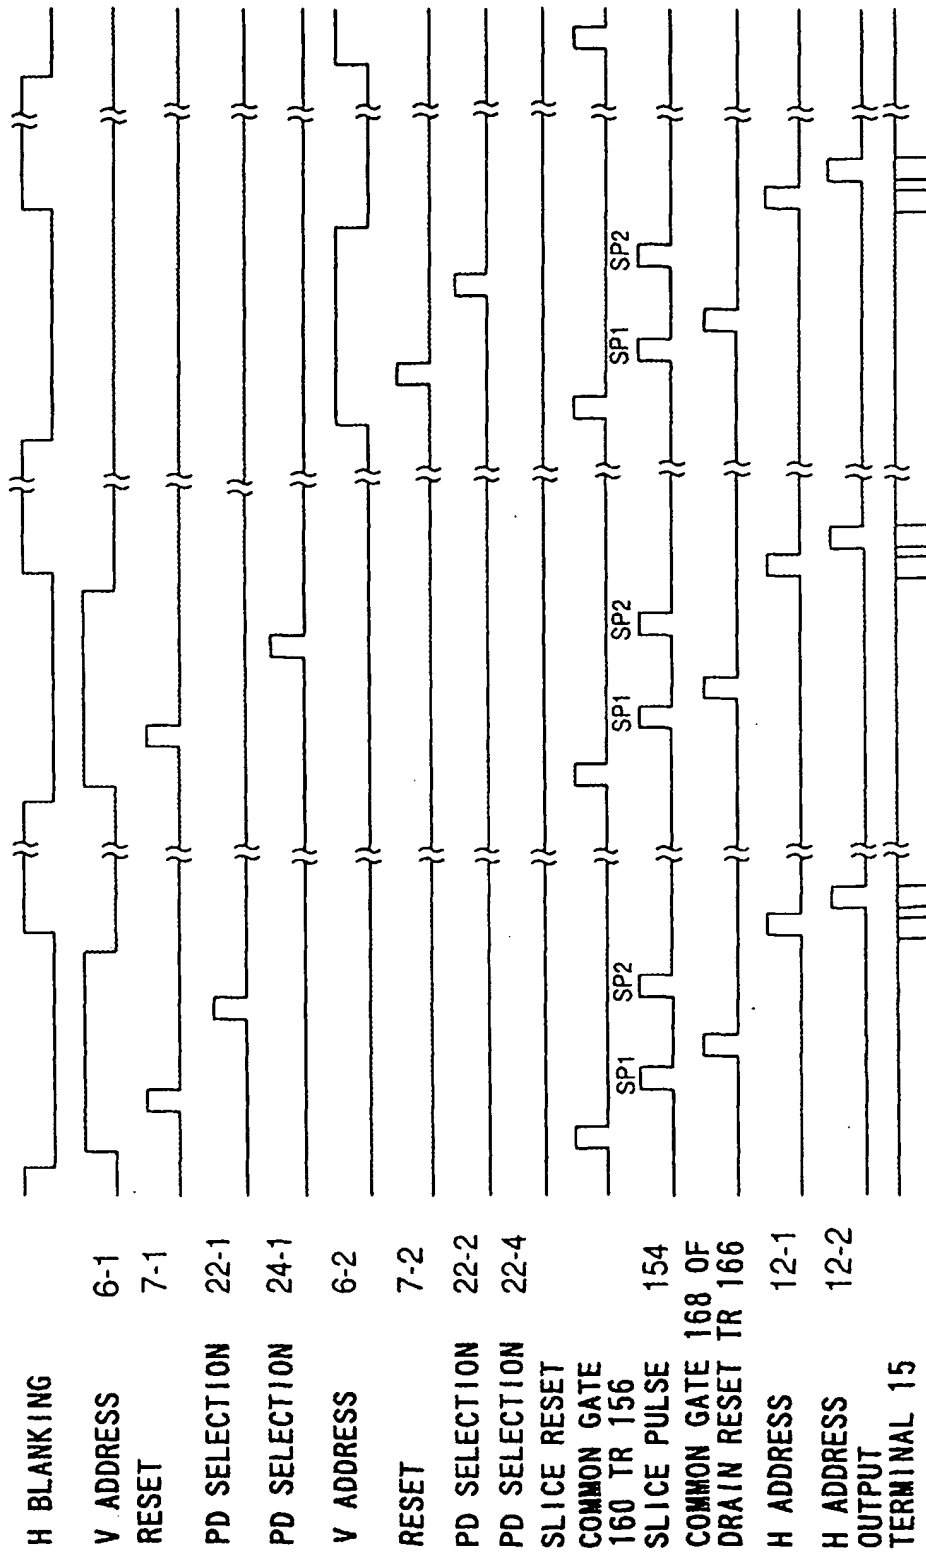 H BLANKING
V ADDRESS 6-1
RESET 7-1
PD SELECTION 22-1
PD SELECTION 24-1
V ADDRESS 6-2
RESET 7-2
PD SELECTION 22-2
PD SELECTION 22-4
SLICE RESET
COMMON GATE
160 TR 156
SLICE PULSE 154
COMMON GATE 168 OF
DRAIN RESET TR 166
H ADDRESS 12-1
H ADDRESS 12-2
OUTPUT
TERMINAL 15
SP1
SP2
SP1
SP2
SP1
SP2